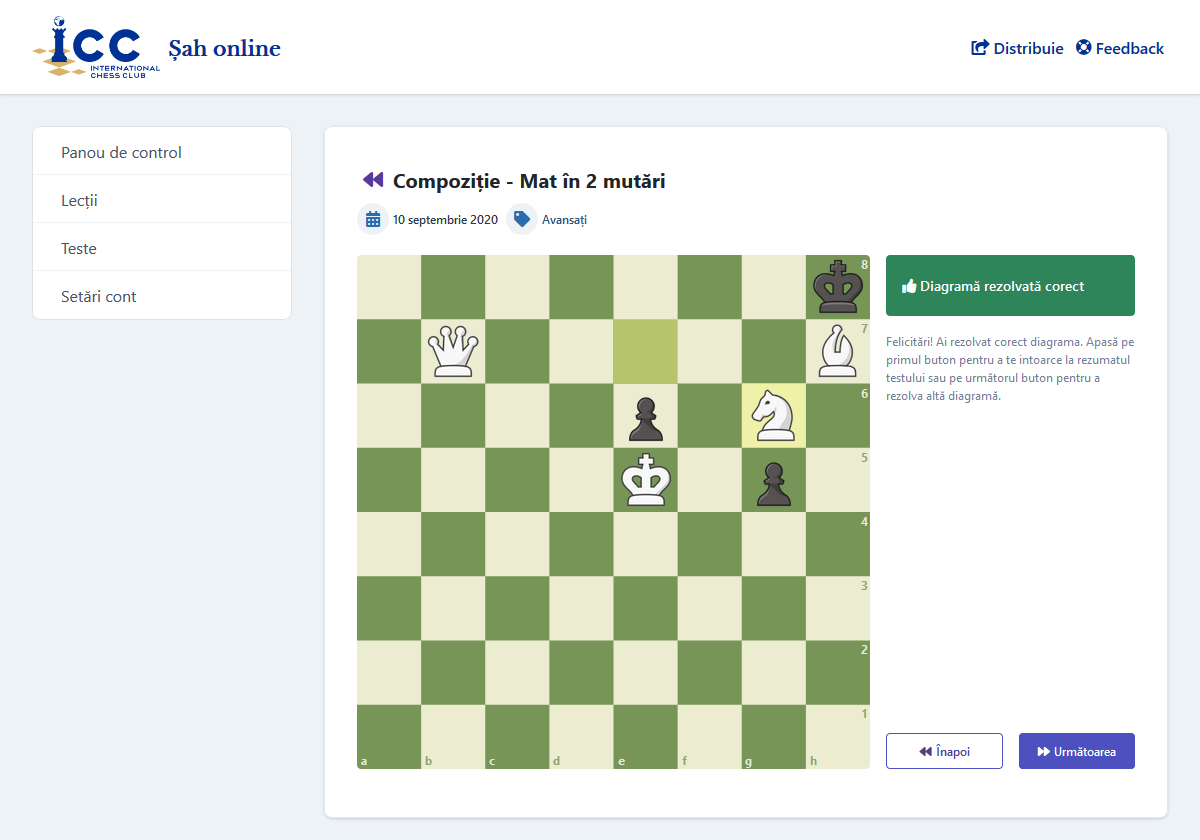 ICC
INTERNATIONAL
CHESS CLUB
Șah online
Distribuie
Feedback
Panou de control
Lecții
Teste
Setări cont
Compoziție - Mat în 2 mutări
10 septembrie 2020
Avansați
8
7
6
5
4
3
2
1
a b c d e f g h
Diagramă rezolvată corect
Felicitări! Ai rezolvat corect diagrama. Apasă pe
primul buton pentru a te intoarce la rezumatul
testului sau pe următorul buton pentru a
rezolva altă diagramă.
Înapoi
Următoarea